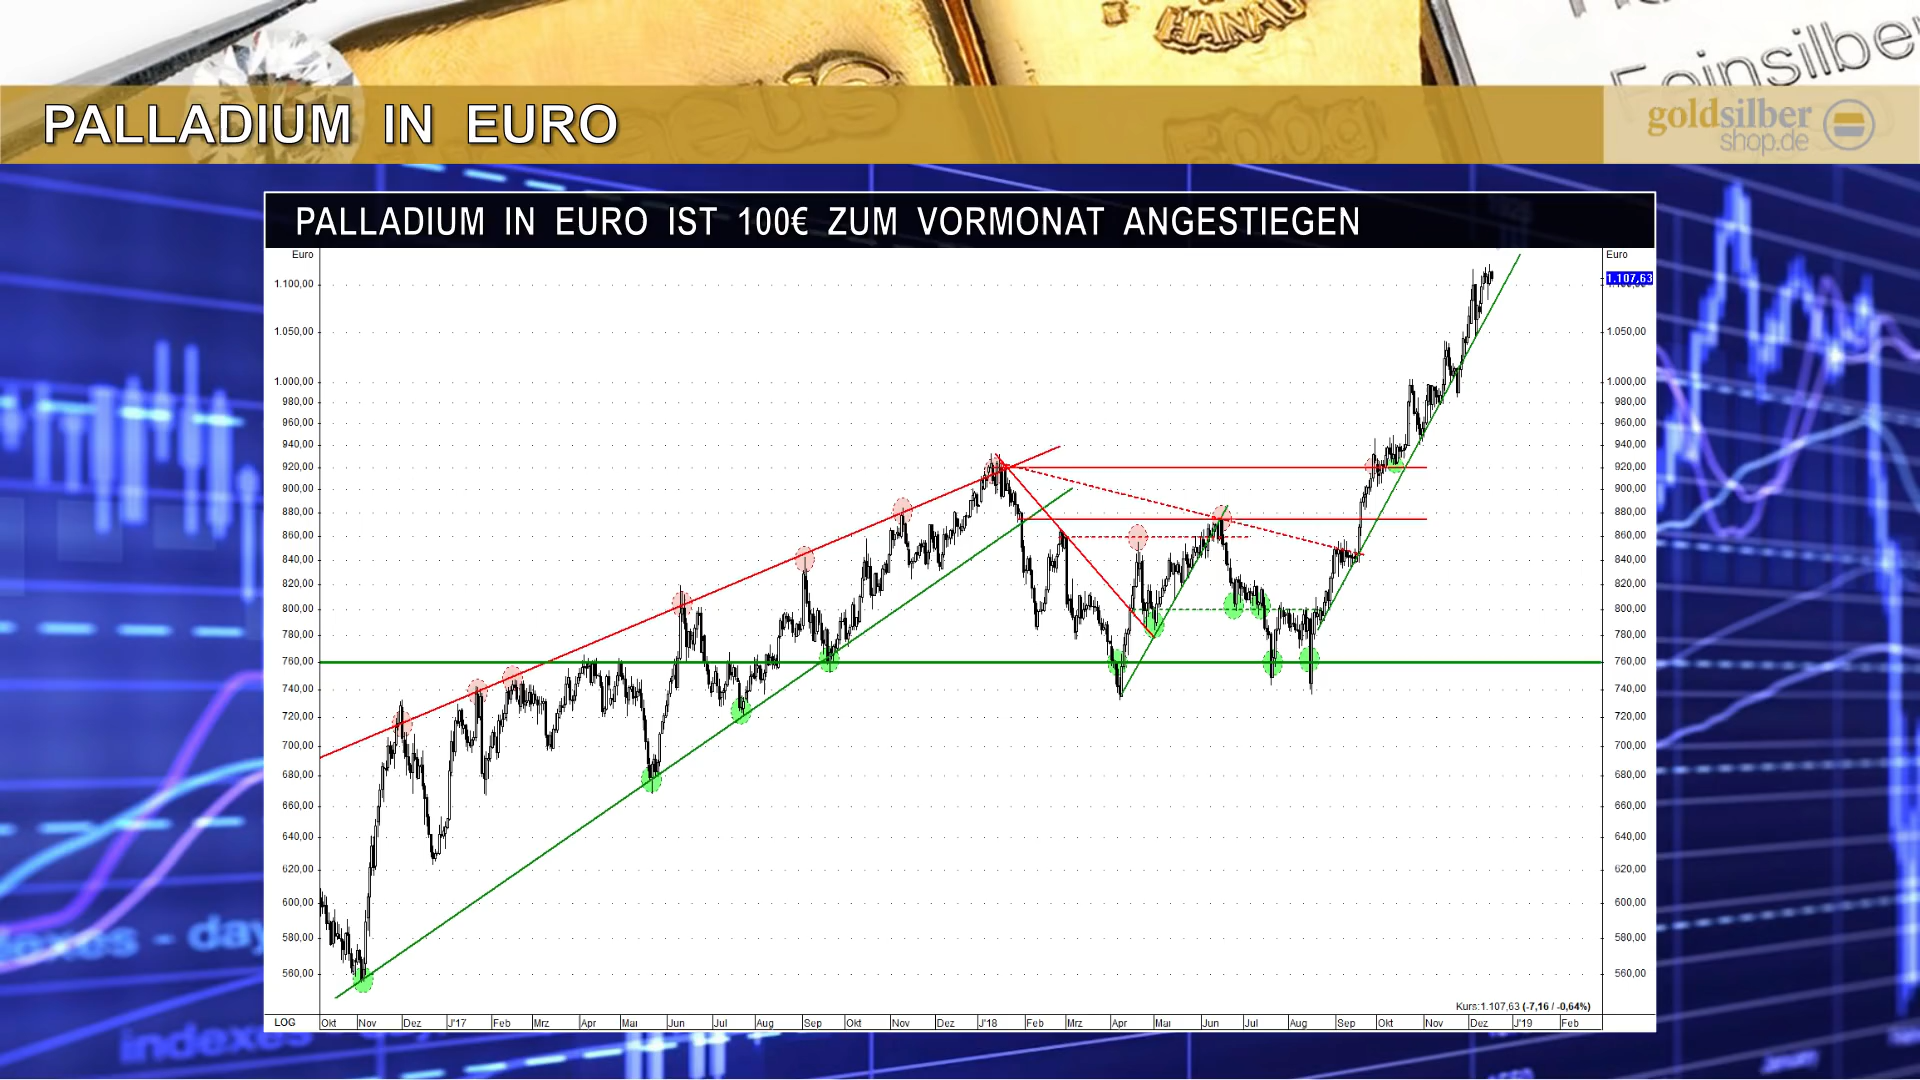 HANAU
Feinsilber
500g
PALLADIUM IN EURO
goldsilber
shop.de
PALLADIUM IN EURO IST 100€ ZUM VORMONAT ANGESTIEGEN
Euro Euro
1.107,63
1.100,00
1.050,00 1.050,00
1.000,00 1.000,00
980,00 980,00
960,00 960,00
940,00 940,00
920,00 920,00
900,00 900,00
880,00 880,00
860,00 860,00
840,00 840,00
820,00 820,00
800,00 800,00
780,00 780,00
760,00 760,00
740,00 740,00
720,00 720,00
700,00 700,00
680,00 680,00
660,00 660,00
640,00 640,00
620,00 620,00
600,00 600,00
580,00 580,00
560,00 560,00
Kurs:1.107,63 (-7,16 / -0,64%)
LOG Okt Nov Dez J'17 Feb Mrz Apr Mai Jun Jul Aug Sep Okt Nov Dez J'18 Feb Mrz Apr Mai Jun Jul Aug Sep Okt Nov Dez J'19 Feb
indexes - day
indexes